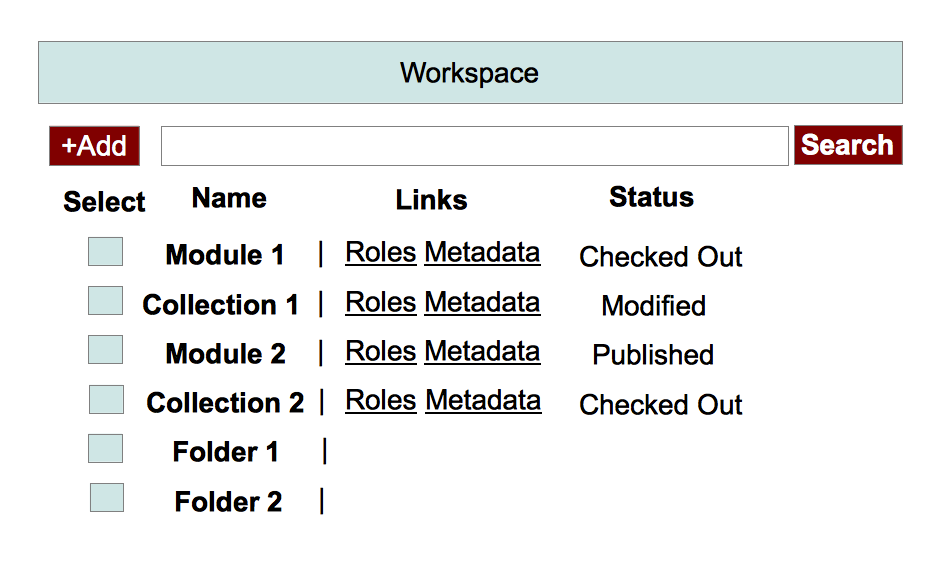 Workspace
+Add Search
Select Name Links Status
Module 1 | Roles Metadata Checked Out
Collection 1 | Roles Metadata Modified
Module 2 | Roles Metadata Published
Collection 2 | Roles Metadata Checked Out
Folder 1 |
Folder 2 |